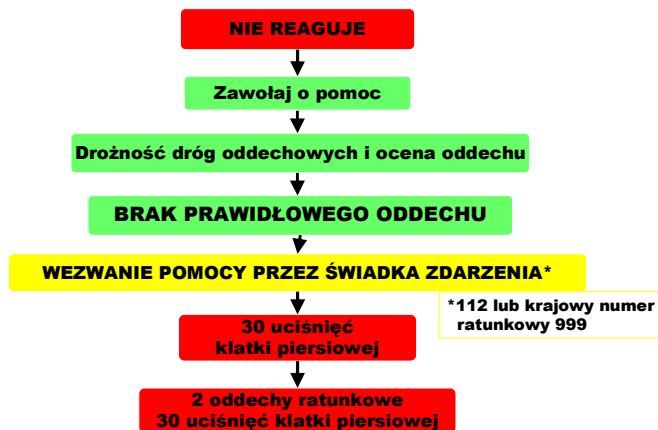 NIE REAGUJE
Zawołaj o pomoc
Drożność dróg oddechowych i ocena oddechu
BRAK PRAWIDŁOWEGO ODDECHU
WEZWANIE POMOCY PRZEZ ŚWIADKA ZDARZENIA*
*112 lub krajowy numer
ratunkowy 999
30 uciśnięć
klatki piersiowej
2 oddechy ratunkowe
30 uciśnięć klatki piersiowej